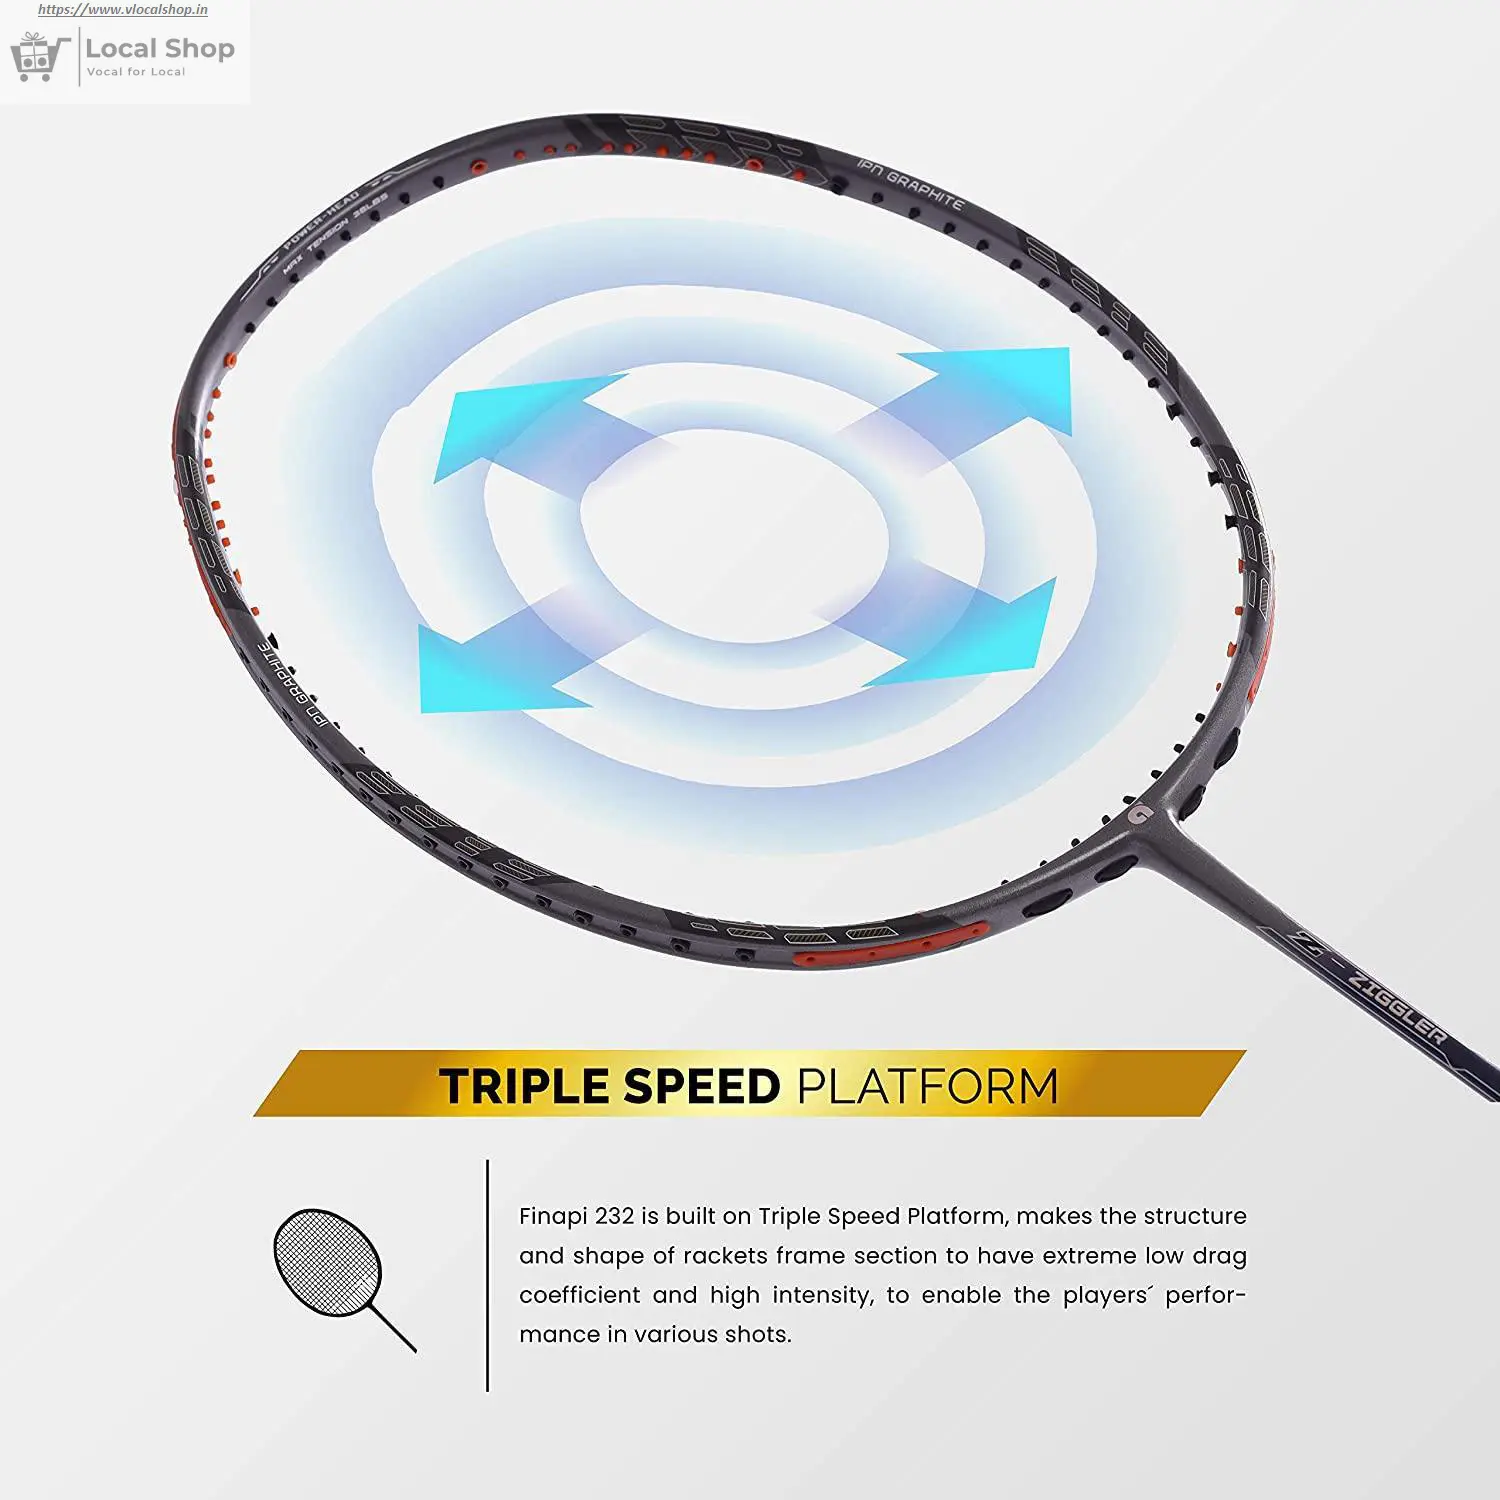 https://www.vlocalshop.in
Local Shop
Vocal for Local
POWER-HEAD
MAX TENSION 38LBS
IPN GRAPHITE
IPN GRAPHITE
G
Z - ZIGGLER
TRIPLE SPEED PLATFORM
Finapi 232 is built on Triple Speed Platform, makes the structure
and shape of rackets frame section to have extreme low drag
coefficient and high intensity, to enable the players´ perfor-
mance in various shots.